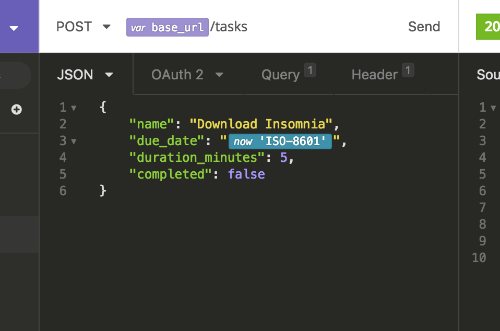 POST var base_url /tasks Send 20
JSON OAuth 2 Query 1 Header 1 Sou
1 { 1
2 "name": "Download Insomnia", 2
3 "due_date": " now 'ISO-8601' ", 3
4 "duration_minutes": 5, 4
5 "completed": false 5
6 } 6
7
8
9
10